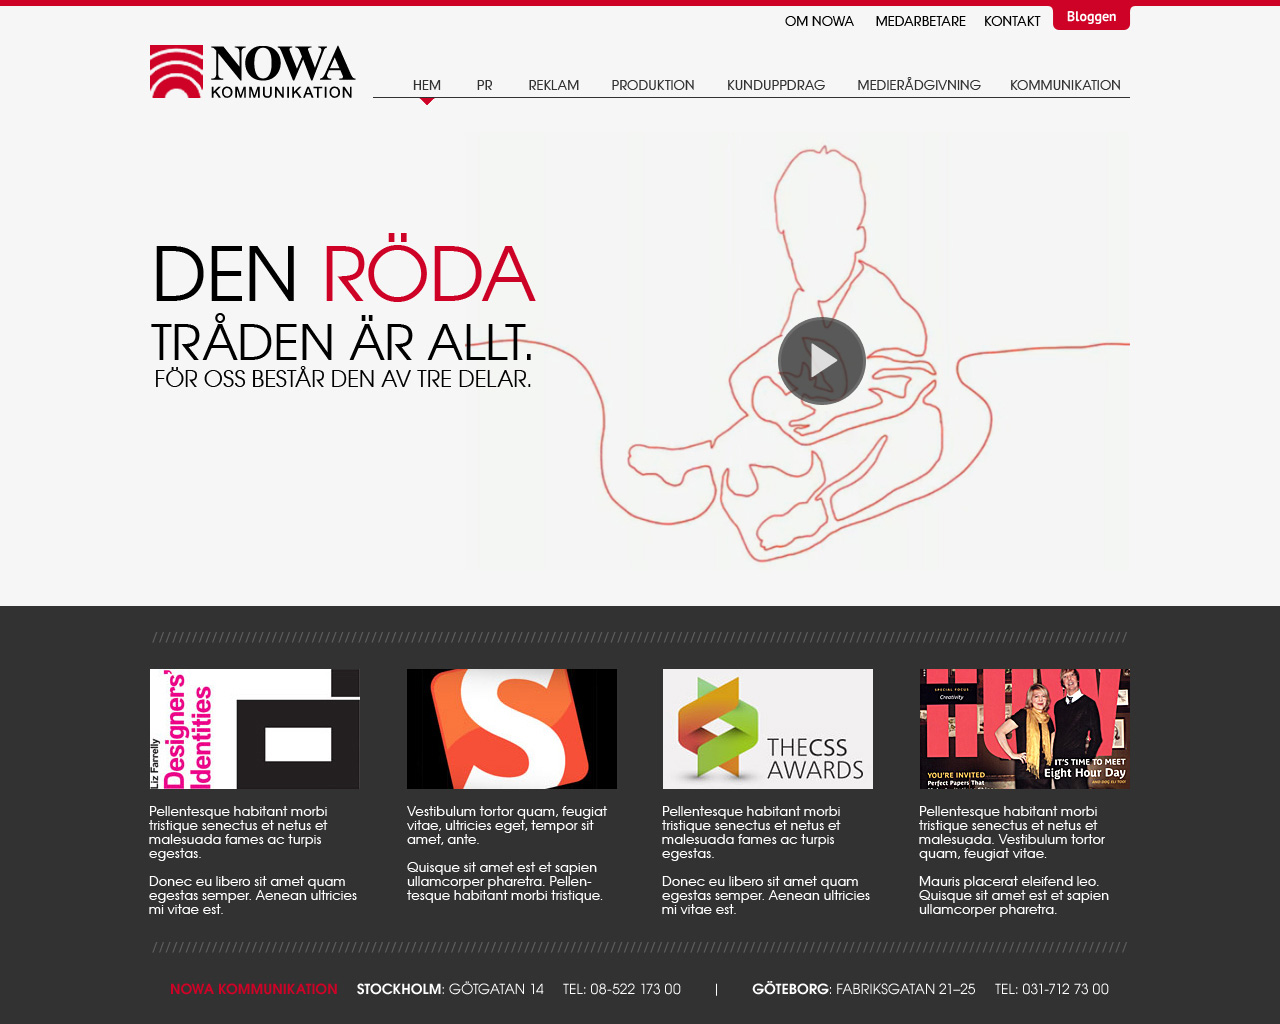 OM NOWA MEDARBETARE KONTAKT Bloggen
NOWA
KOMMUNIKATION
HEM PR REKLAM PRODUKTION KUNDUPPDRAG MEDIERÅDGIVNING KOMMUNIKATION
DEN RÖDA
TRÅDEN ÄR ALLT.
FÖR OSS BESTÅR DEN AV TRE DELAR.
Liz Farrelly
Designers'
Identities
S
THECSS
AWARDS
SPECIAL FOCUS
Creativity
HOW
IT'S TIME TO MEET
Eight Hour Day
YOU'RE INVITED
Perfect Papers That
Pellentesque habitant morbi
tristique senectus et netus et
malesuada fames ac turpis
egestas.
Donec eu libero sit amet quam
egestas semper. Aenean ultricies
mi vitae est.
Vestibulum tortor quam, feugiat
vitae, ultricies eget, tempor sit
amet, ante.
Quisque sit amet est et sapien
ullamcorper pharetra. Pellen-
tesque habitant morbi tristique.
Pellentesque habitant morbi
tristique senectus et netus et
malesuada fames ac turpis
egestas.
Donec eu libero sit amet quam
egestas semper. Aenean ultricies
mi vitae est.
Pellentesque habitant morbi
tristique senectus et netus et
malesuada. Vestibulum tortor
quam, feugiat vitae.
Mauris placerat eleifend leo.
Quisque sit amet est et sapien
ullamcorper pharetra.
NOWA KOMMUNIKATION STOCKHOLM: GÖTGATAN 14 TEL: 08-522 173 00 | GÖTEBORG: FABRIKSGATAN 21–25 TEL: 031-712 73 00